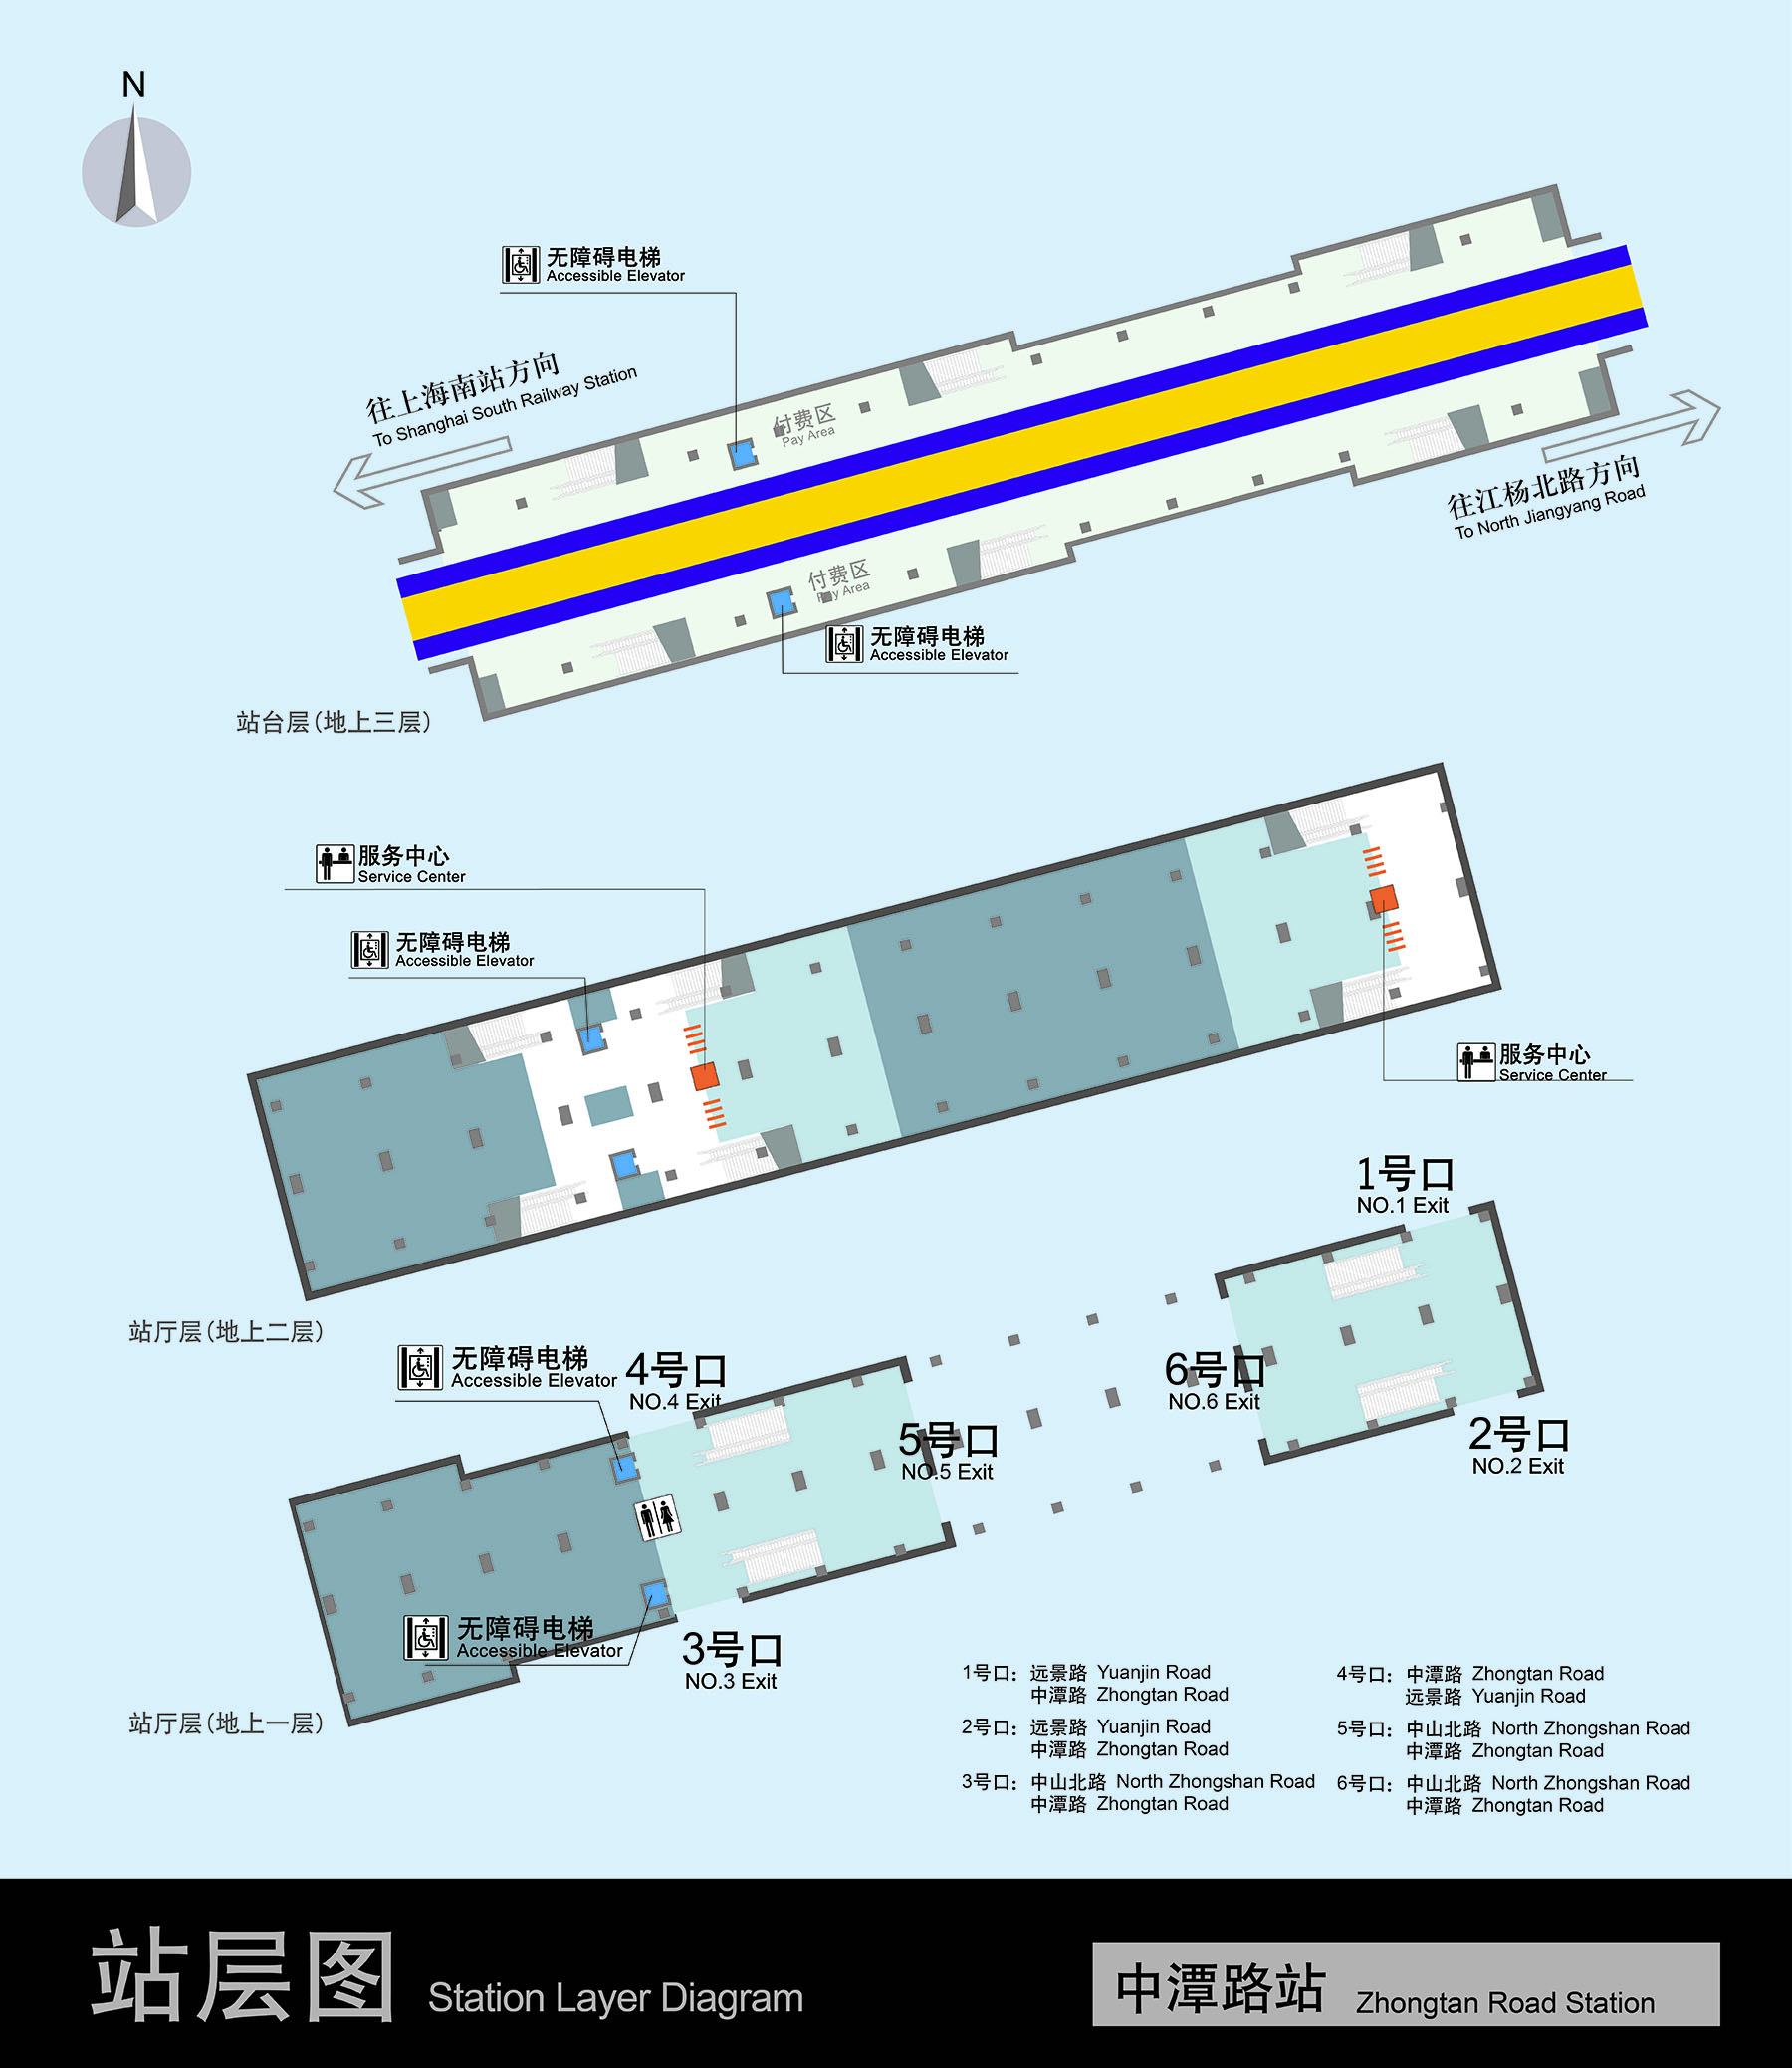 N
无障碍电梯
Accessible Elevator
往上海南站方向
To Shanghai South Railway Station
付费区
Pay Area
往江杨北路方向
To North Jiangyang Road
付费区
Pay Area
无障碍电梯
Accessible Elevator
站台层(地上三层)
服务中心
Service Center
无障碍电梯
Accessible Elevator
服务中心
Service Center
站厅层(地上二层)
1号口
NO.1 Exit
无障碍电梯
Accessible Elevator
4号口
NO.4 Exit
6号口
NO.6 Exit
5号口
NO.5 Exit
2号口
NO.2 Exit
无障碍电梯
Accessible Elevator
3号口
NO.3 Exit
站厅层(地上一层)
1号口: 远景路 Yuanjin Road
中潭路 Zhongtan Road
2号口: 远景路 Yuanjin Road
中潭路 Zhongtan Road
3号口: 中山北路 North Zhongshan Road
中潭路 Zhongtan Road
4号口: 中潭路 Zhongtan Road
远景路 Yuanjin Road
5号口: 中山北路 North Zhongshan Road
中潭路 Zhongtan Road
6号口: 中山北路 North Zhongshan Road
中潭路 Zhongtan Road
站层图 Station Layer Diagram
中潭路站 Zhongtan Road Station